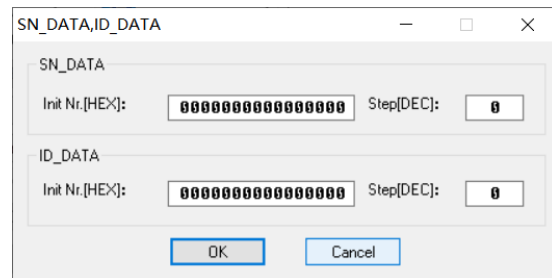 SN_DATA,ID_DATA
SN_DATA
Init Nr.[HEX]: 0000000000000000 Step[DEC]: 0
ID_DATA
Init Nr.[HEX]: 0000000000000000 Step[DEC]: 0
OK Cancel